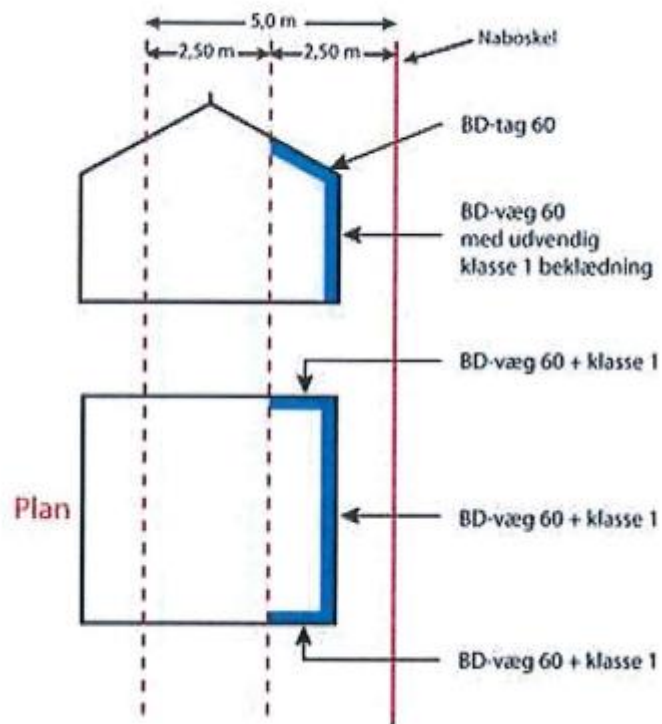 5,0 m
2,50 m 2,50 m
Naboskel
BD-tag 60
BD-væg 60
med udvendig
klasse 1 beklædning
BD-væg 60 + klasse 1
Plan
BD-væg 60 + klasse 1
BD-væg 60 + klasse 1